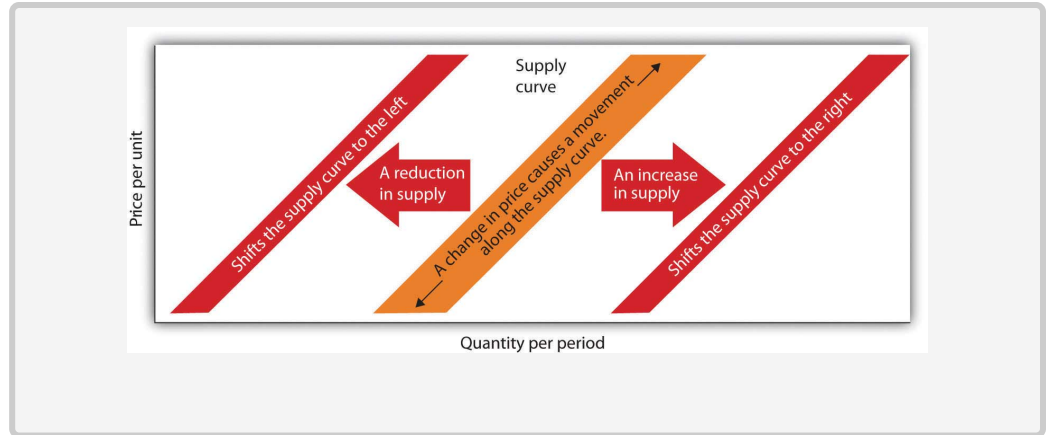 Supply
curve
Price per unit
Shifts the supply curve to the left
A reduction
in supply
A change in price causes a movement
along the supply curve.
An increase
in supply
Shifts the supply curve to the right
Quantity per period